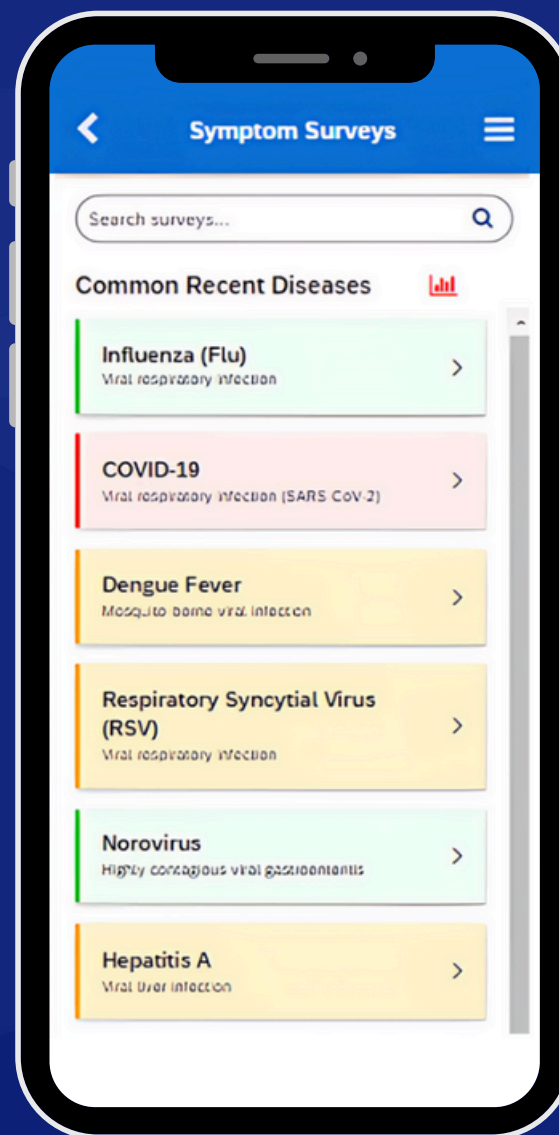 Symptom Surveys
Search surveys...
Common Recent Diseases
Influenza (Flu)
Viral respiratory infection
COVID-19
Viral respiratory infection (SARS CoV-2)
Dengue Fever
Mosquito borne viral infection
Respiratory Syncytial Virus
(RSV)
Viral respiratory infection
Norovirus
Highly contagious viral gastroenteritis
Hepatitis A
Viral liver infection